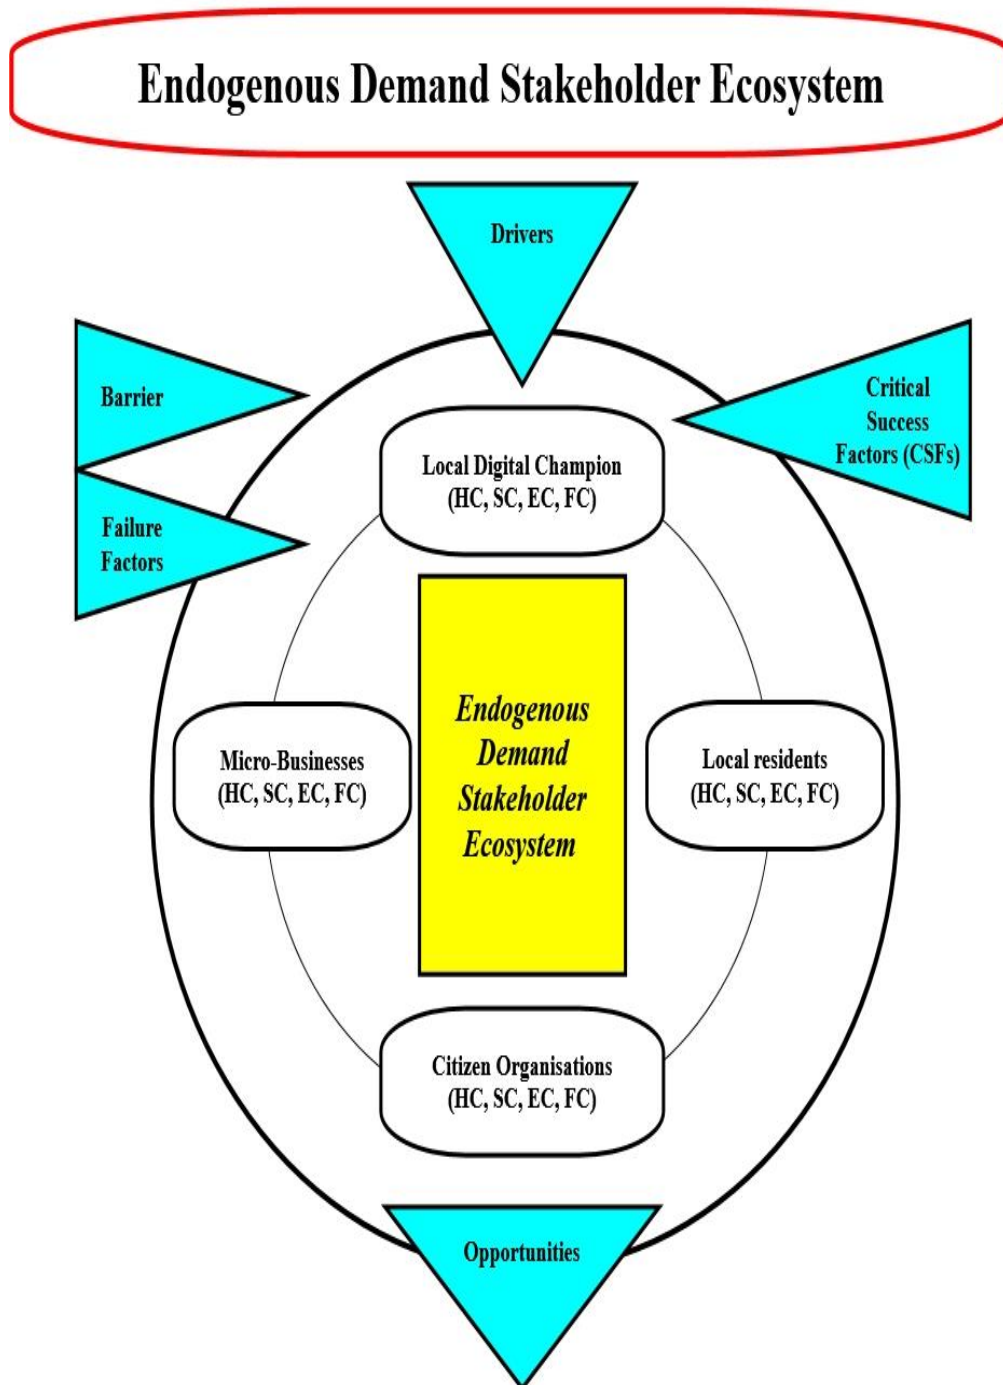 Endogenous Demand Stakeholder Ecosystem
Drivers
Barrier
Critical
Success
Factors (CSFs)
Local Digital Champion
(HC, SC, EC, FC)
Failure
Factors
Endogenous
Demand
Stakeholder
Ecosystem
Micro-Businesses
(HC, SC, EC, FC)
Local residents
(HC, SC, EC, FC)
Citizen Organisations
(HC, SC, EC, FC)
Opportunities